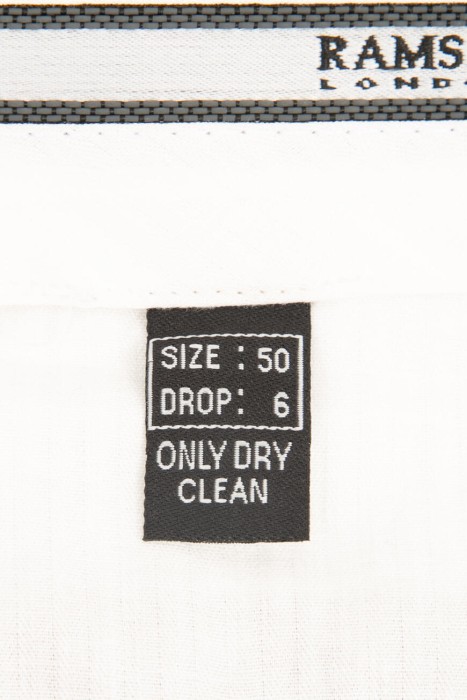 RAMS
LOND
SIZE : 50
DROP: 6
ONLY DRY
CLEAN